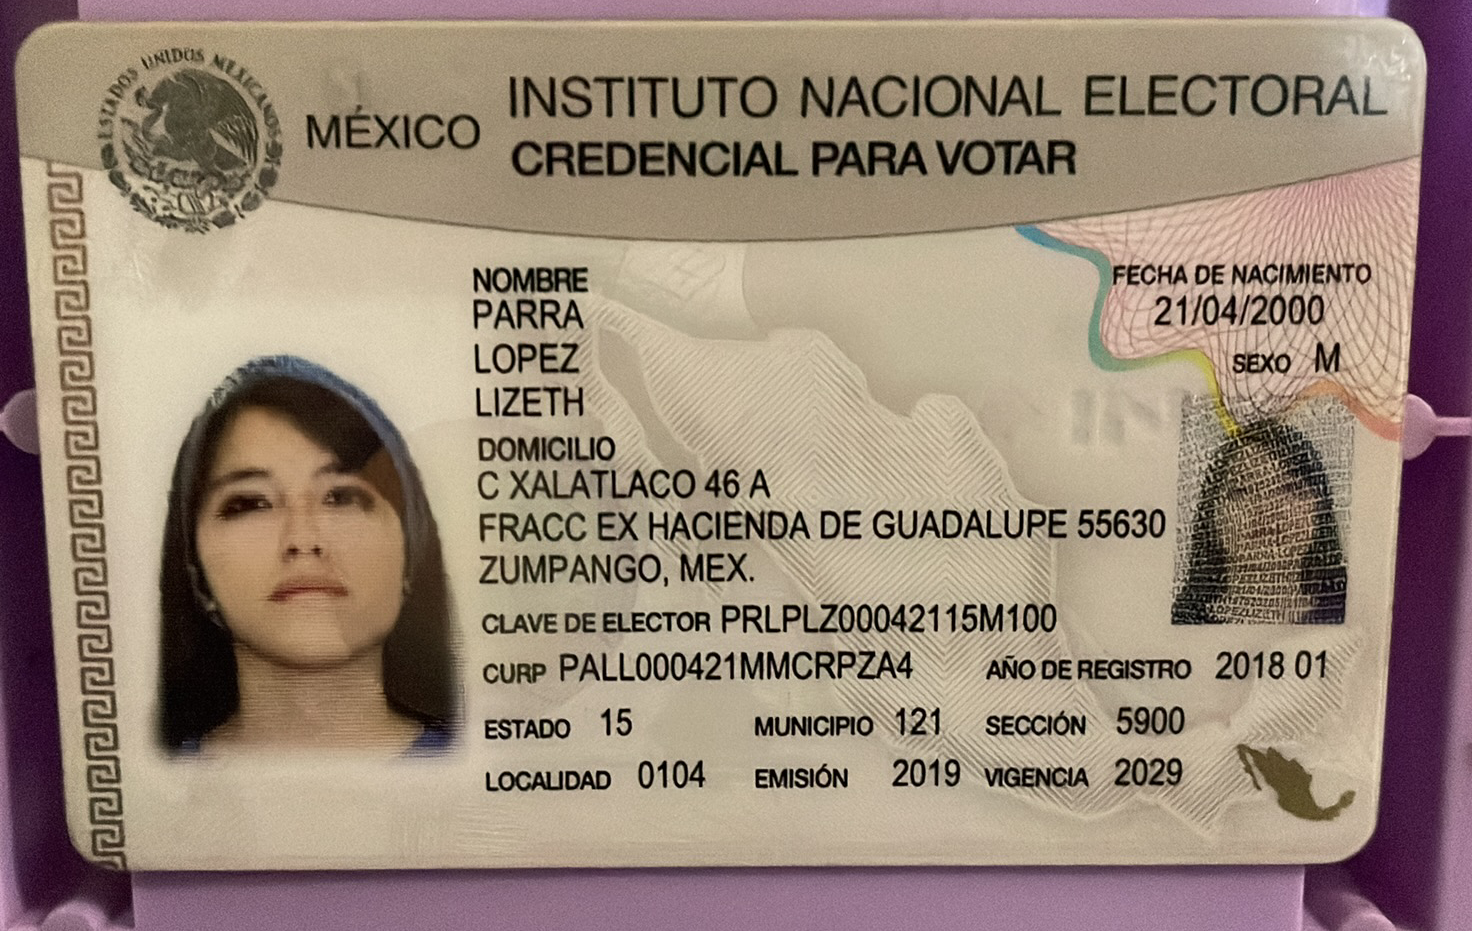 ESTADOS UNIDOS MEXICANOS
MÉXICO
INSTITUTO NACIONAL ELECTORAL
CREDENCIAL PARA VOTAR
NOMBRE
PARRA
LOPEZ
LIZETH
FECHA DE NACIMIENTO
21/04/2000
SEXO M
DOMICILIO
C XALATLACO 46 A
FRACC EX HACIENDA DE GUADALUPE 55630
ZUMPANGO, MEX.
CLAVE DE ELECTOR PRLPLZ00042115M100
CURP PALL000421MMCRPZA4 AÑO DE REGISTRO 2018 01
ESTADO 15 MUNICIPIO 121 SECCIÓN 5900
LOCALIDAD 0104 EMISIÓN 2019 VIGENCIA 2029